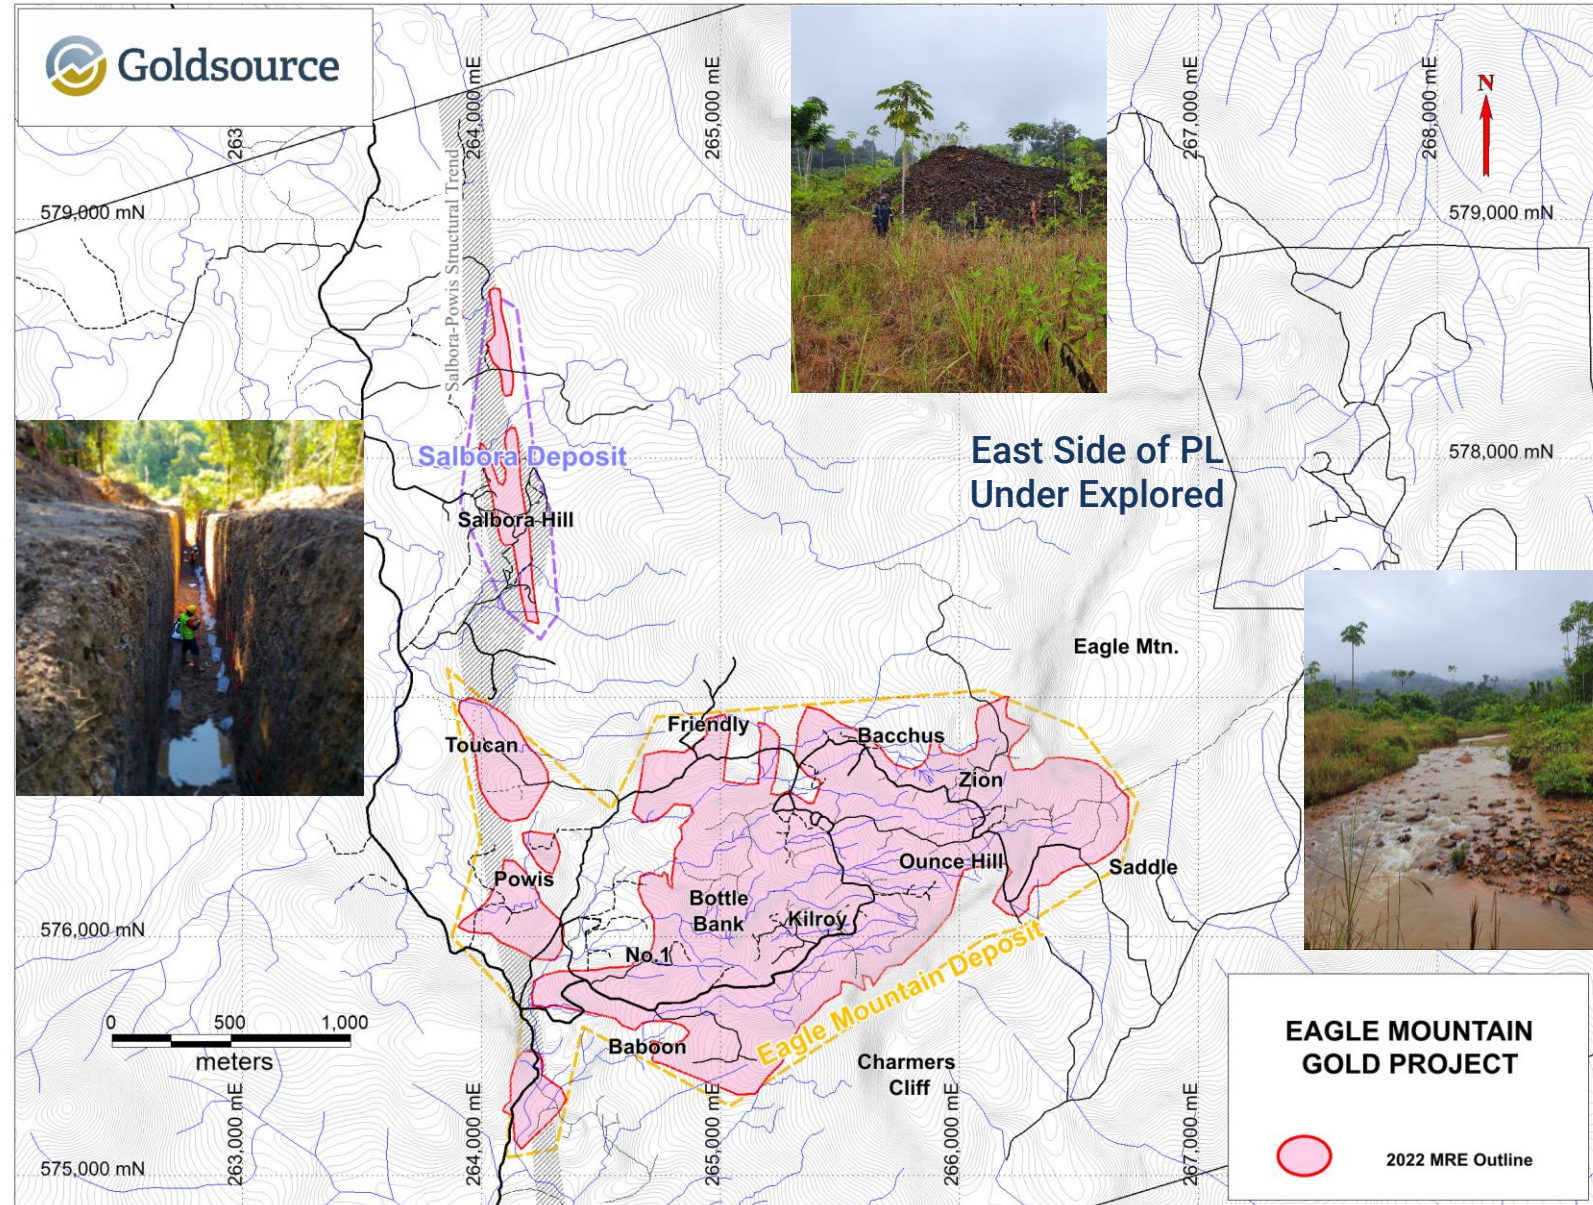 Goldsource
263
264,000 mE
265,000 mE
267,000 mE
268,000 mE
N
579,000 mN
579,000 mN
Salbora-Powis Structural Trend
East Side of PL
Under Explored
578,000 mN
Salbora Deposit
Salbora Hill
Eagle Mtn.
Toucan
Friendly
Bacchus
Zion
Powis
Ounce Hill
Saddle
Bottle
Bank
Kilroy
576,000 mN
No.1
Eagle Mountain Deposit
0 500 1,000
meters
Baboon
Charmers
Cliff
575,000 mN
263,000 mE
264,000 mE
265,000 mE
266,000 mE
267,000 mE
EAGLE MOUNTAIN
GOLD PROJECT
2022 MRE Outline